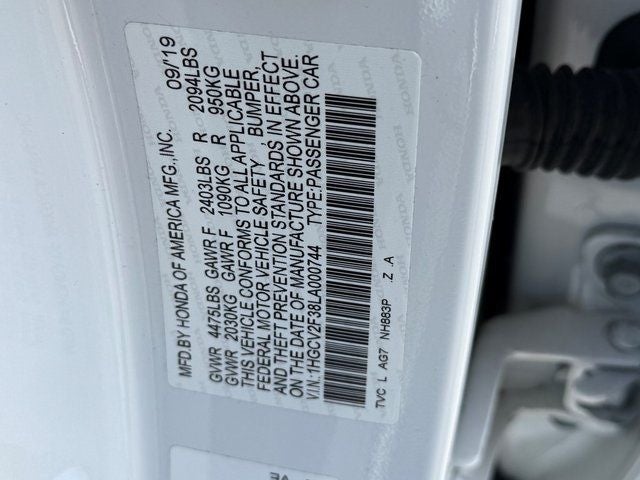 MFD.BY HONDA OF AMERICA MFG.,INC. 09/'19
GVWR 4475LBS GAWR F 2403LBS R 2094LBS
GVWR 2030KG GAWR F 1090KG R 950KG
THIS VEHICLE CONFORMS TO ALL APPLICABLE
FEDERAL MOTOR VEHICLE SAFETY BUMPER,
AND THEFT PREVENTION STANDARDS IN EFFECT
ON THE DATE OF MANUFACTURE SHOWN ABOVE.
V.I.N.:1HGCV2F38LA000744 TYPE:PASSENGER CAR
TVC L AG7 NH883P .Z .A